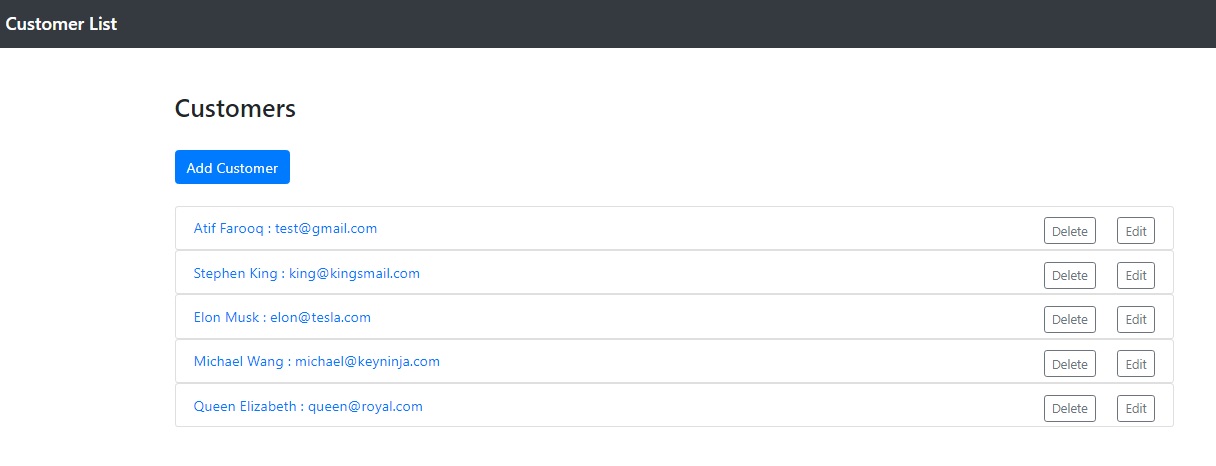 Customer List
Customers
Add Customer
Atif Farooq : test@gmail.com Delete Edit
Stephen King : king@kingsmail.com Delete Edit
Elon Musk : elon@tesla.com Delete Edit
Michael Wang : michael@keyninja.com Delete Edit
Queen Elizabeth : queen@royal.com Delete Edit